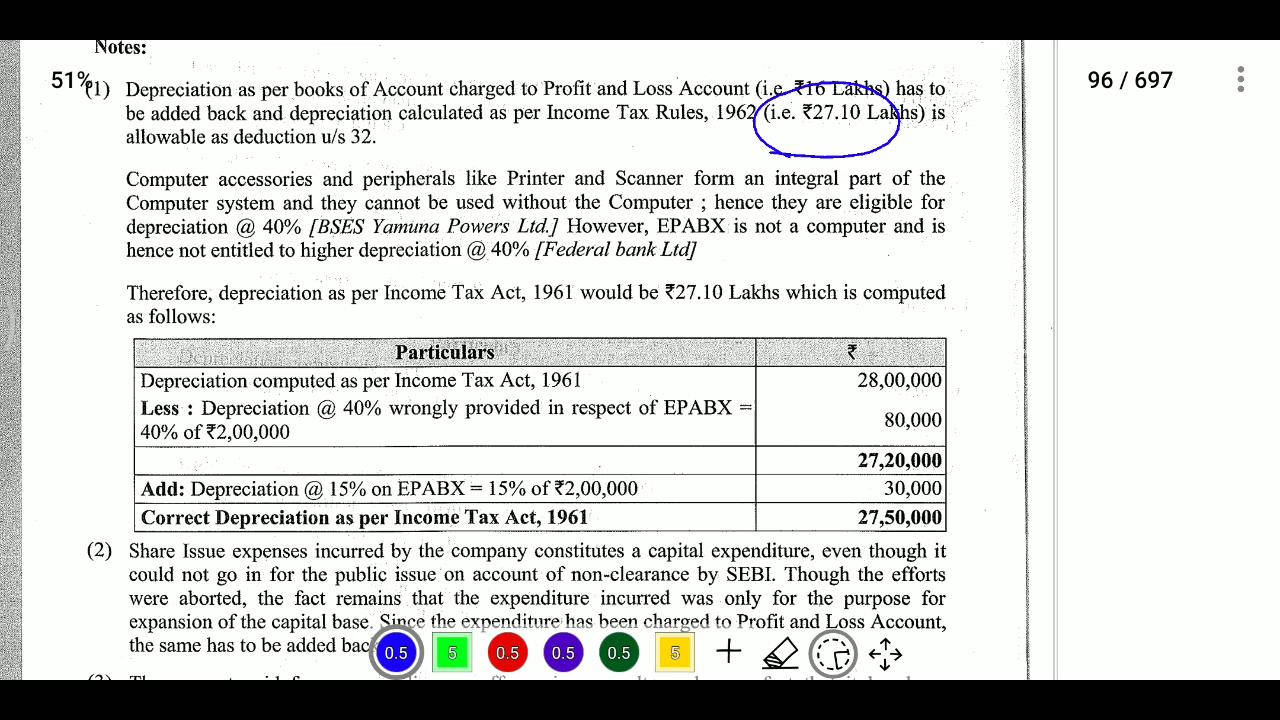 Notes:
51%
96 / 697
(1) Depreciation as per books of Account charged to Profit and Loss Account (i.e. ₹16 Lakhs) has to
be added back and depreciation calculated as per Income Tax Rules, 1962 (i.e. ₹27.10 Lakhs) is
allowable as deduction u/s 32.
Computer accessories and peripherals like Printer and Scanner form an integral part of the
Computer system and they cannot be used without the Computer ; hence they are eligible for
depreciation @ 40% [BSES Yamuna Powers Ltd.] However, EPABX is not a computer and is
hence not entitled to higher depreciation @ 40% [Federal bank Ltd]
Therefore, depreciation as per Income Tax Act, 1961 would be ₹27.10 Lakhs which is computed
as follows:
Particulars ₹
Depreciation computed as per Income Tax Act, 1961 28,00,000
Less : Depreciation @ 40% wrongly provided in respect of EPABX =
40% of ₹2,00,000 80,000
27,20,000
Add: Depreciation @ 15% on EPABX = 15% of ₹2,00,000 30,000
Correct Depreciation as per Income Tax Act, 1961 27,50,000
(2) Share Issue expenses incurred by the company constitutes a capital expenditure, even though it
could not go in for the public issue on account of non-clearance by SEBI. Though the efforts
were aborted, the fact remains that the expenditure incurred was only for the purpose for
expansion of the capital base. Since the expenditure has been charged to Profit and Loss Account,
the same has to be added bac
0.5 5 0.5 0.5 0.5 5